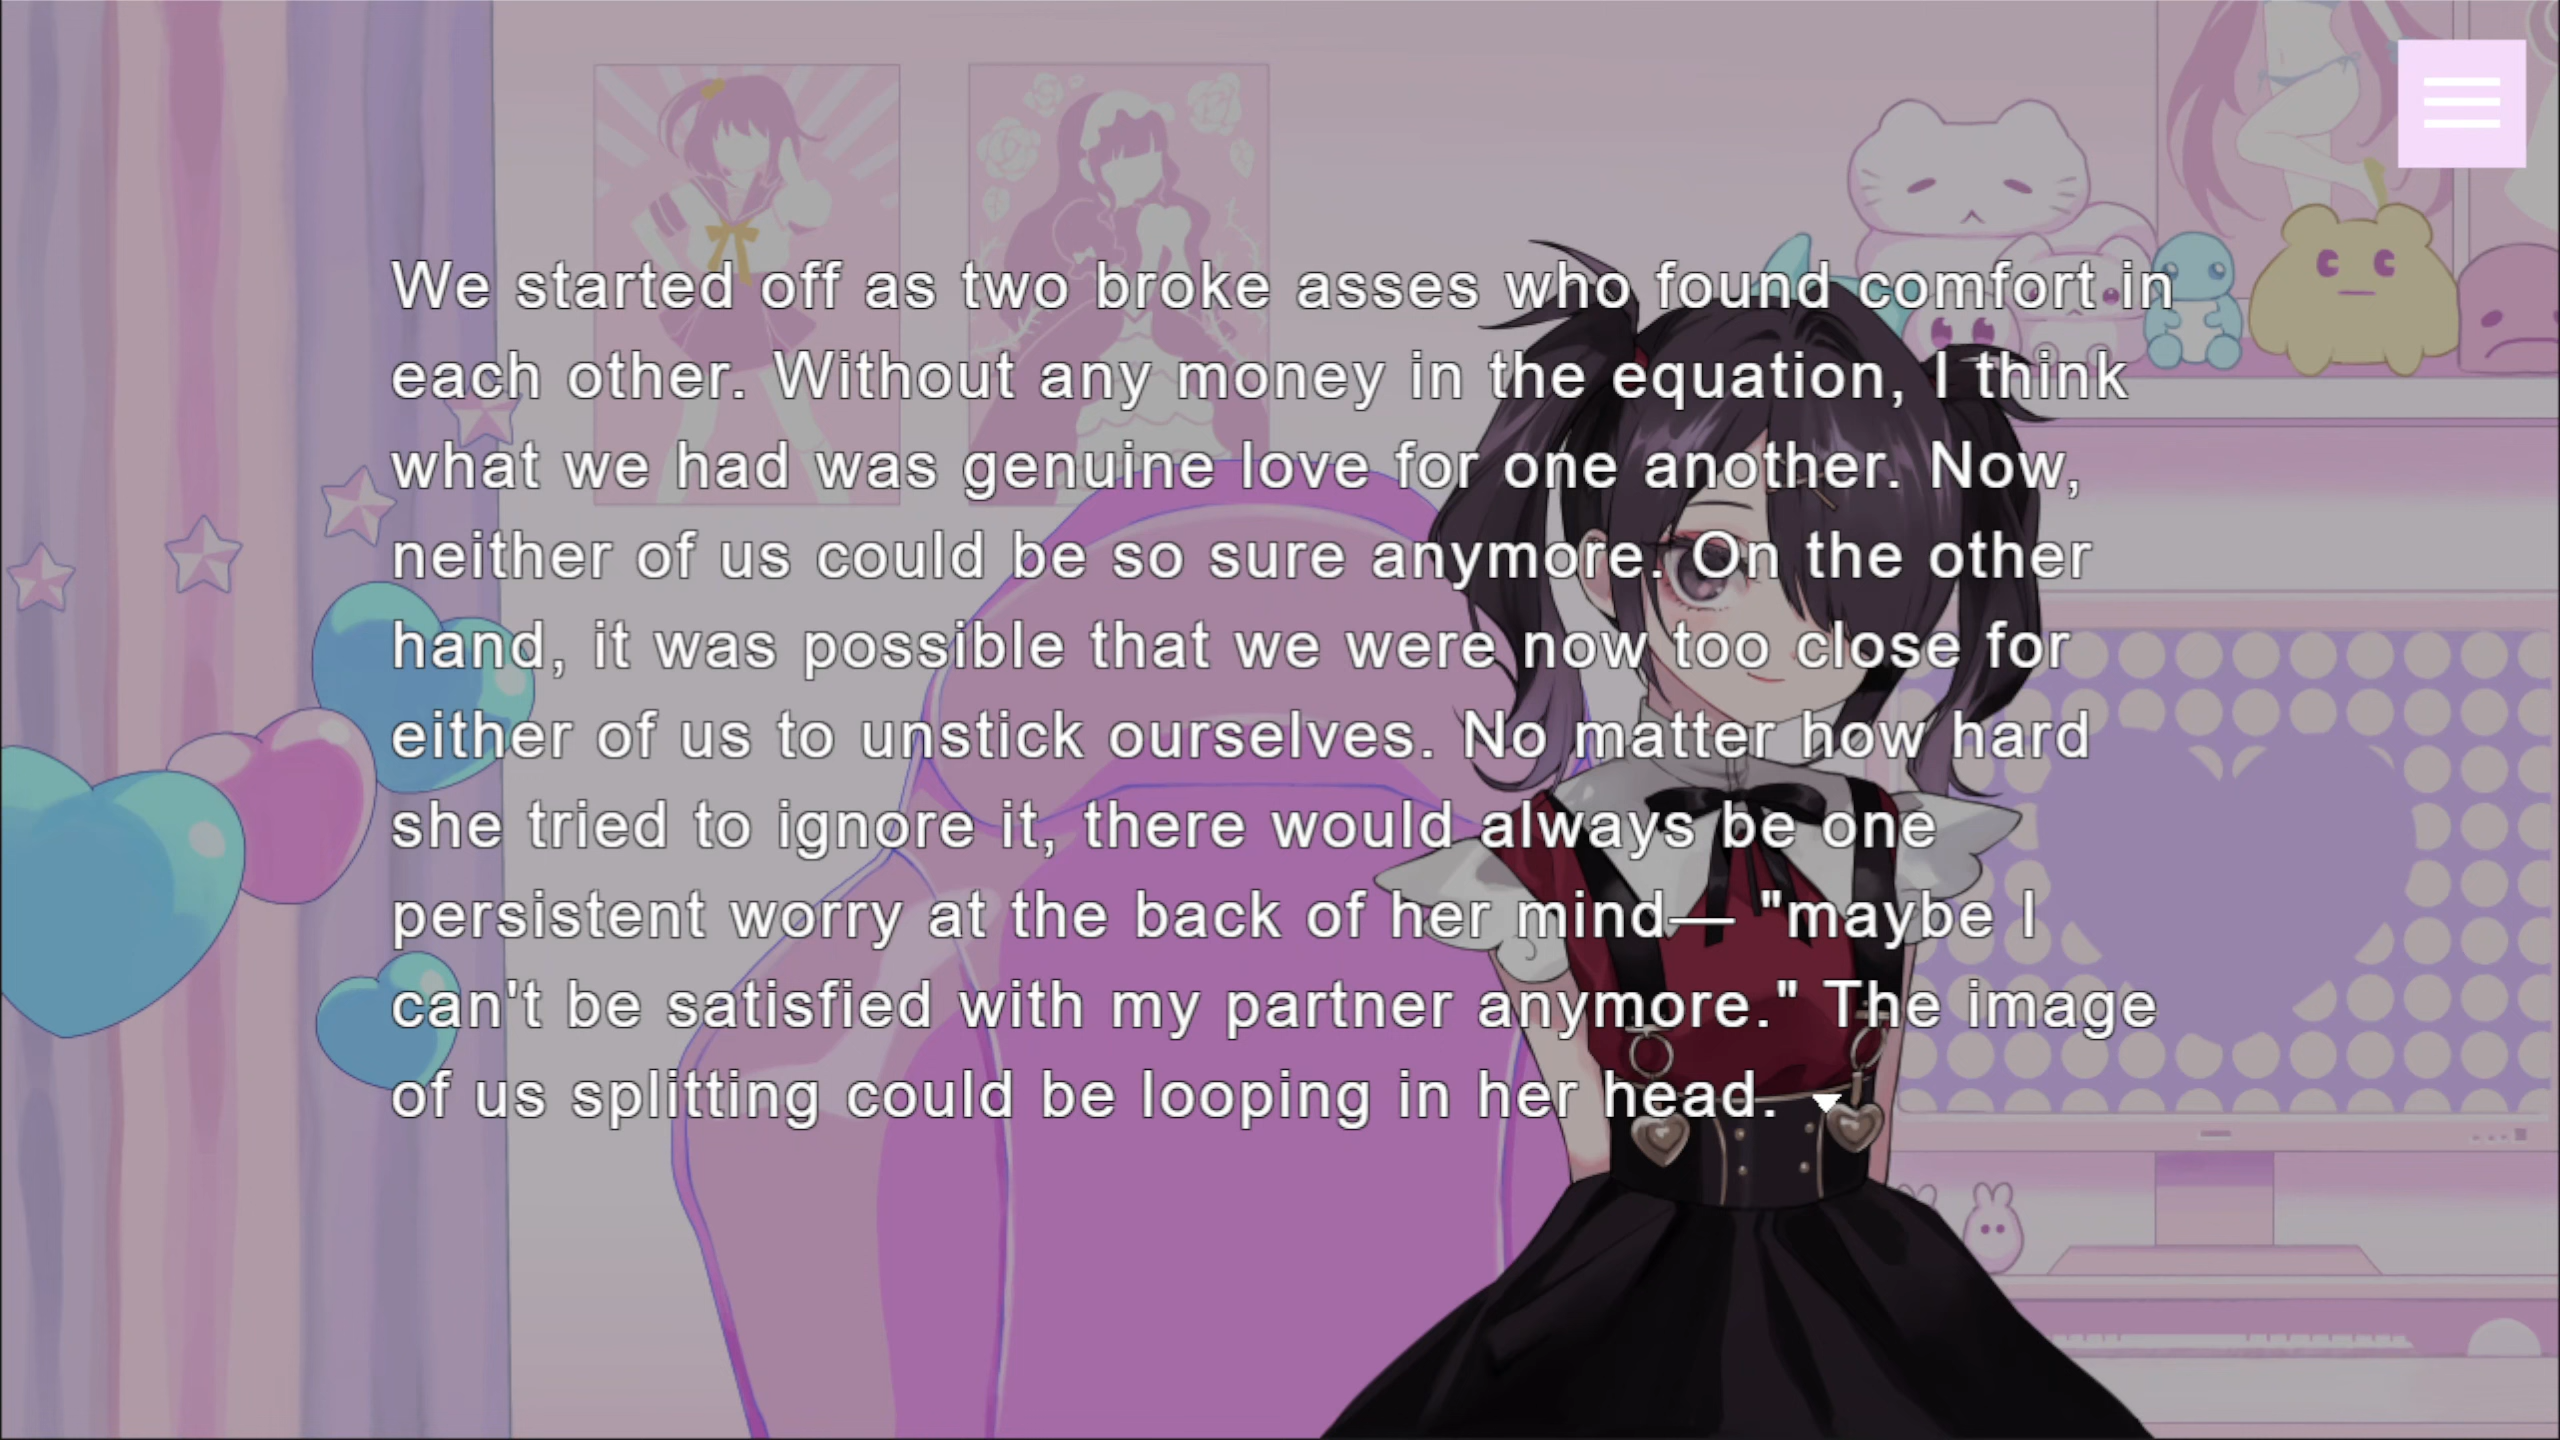 We started off as two broke asses who found comfort in
each other. Without any money in the equation, I think
what we had was genuine love for one another. Now,
neither of us could be so sure anymore. On the other
hand, it was possible that we were now too close for
either of us to unstick ourselves. No matter how hard
she tried to ignore it, there would always be one
persistent worry at the back of her mind— "maybe I
can't be satisfied with my partner anymore." The image
of us splitting could be looping in her head.